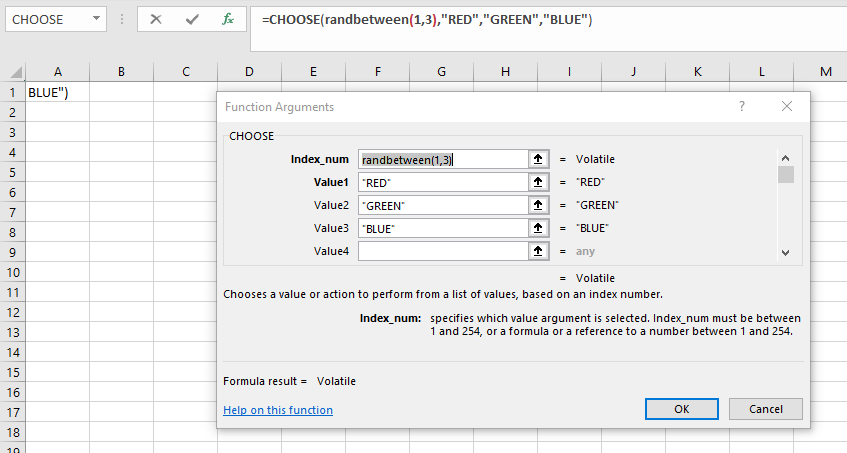 CHOOSE =CHOOSE(randbetween(1,3),"RED","GREEN","BLUE")
A B C D E F G H I J K L M
1 BLUE")
2
3
4
5
6
7
8
9
10
11
12
13
14
15
16
17
18
19
Function Arguments ?
CHOOSE
Index_num randbetween(1,3) = Volatile
Value1 "RED" = "RED"
Value2 "GREEN" = "GREEN"
Value3 "BLUE" = "BLUE"
Value4 = any
= Volatile
Chooses a value or action to perform from a list of values, based on an index number.
Index_num: specifies which value argument is selected. Index_num must be between
1 and 254, or a formula or a reference to a number between 1 and 254.
Formula result = Volatile
Help on this function OK Cancel